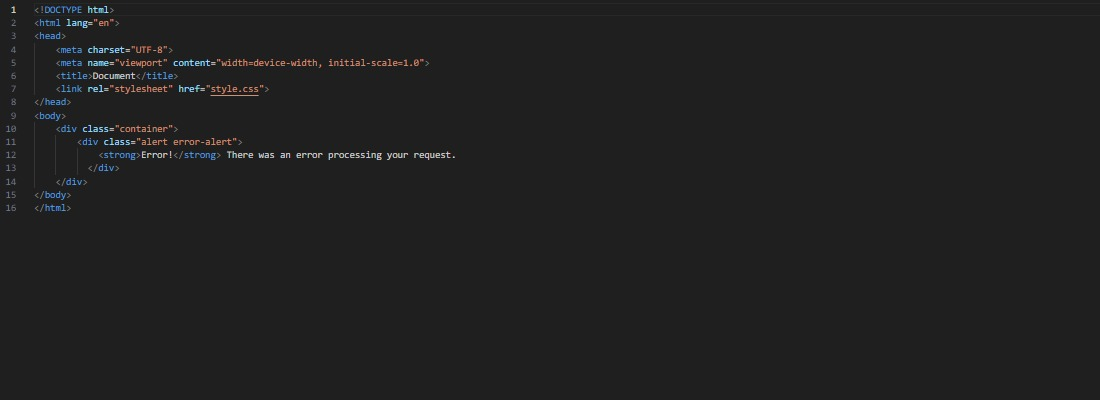 1 <!DOCTYPE html>
2 <html lang="en">
3 <head>
4     <meta charset="UTF-8">
5     <meta name="viewport" content="width=device-width, initial-scale=1.0">
6     <title>Document</title>
7     <link rel="stylesheet" href="style.css">
8 </head>
9 <body>
10     <div class="container">
11         <div class="alert error-alert">
12             <strong>Error!</strong> There was an error processing your request.
13           </div>
14     </div>
15 </body>
16 </html>